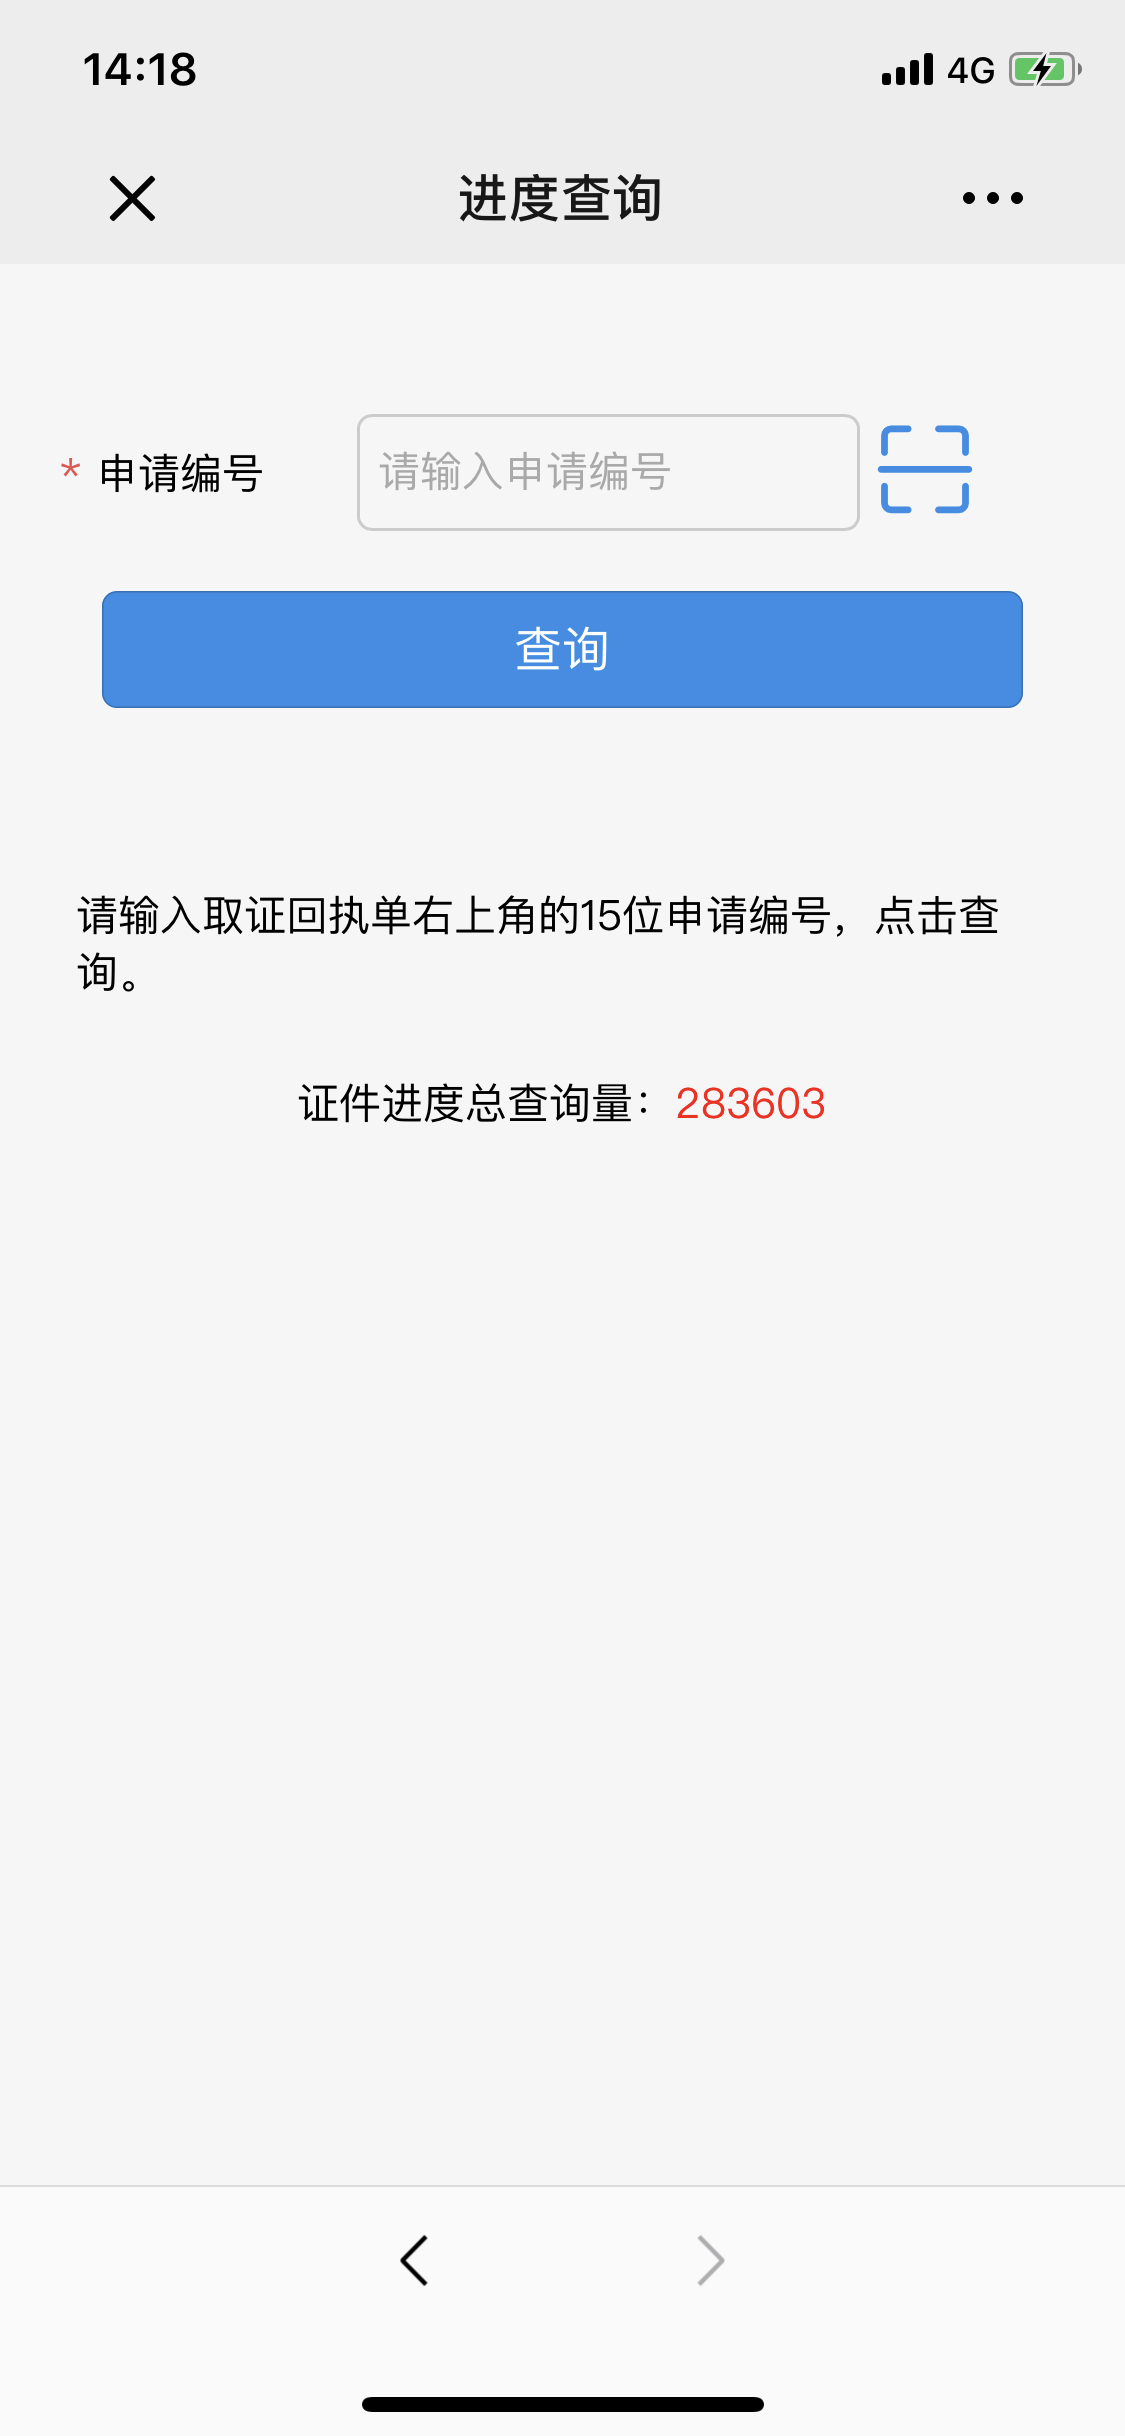 14:18 4G
进度查询
* 申请编号 请输入申请编号
查询
请输入取证回执单右上角的15位申请编号，点击查
询。
证件进度总查询量：283603